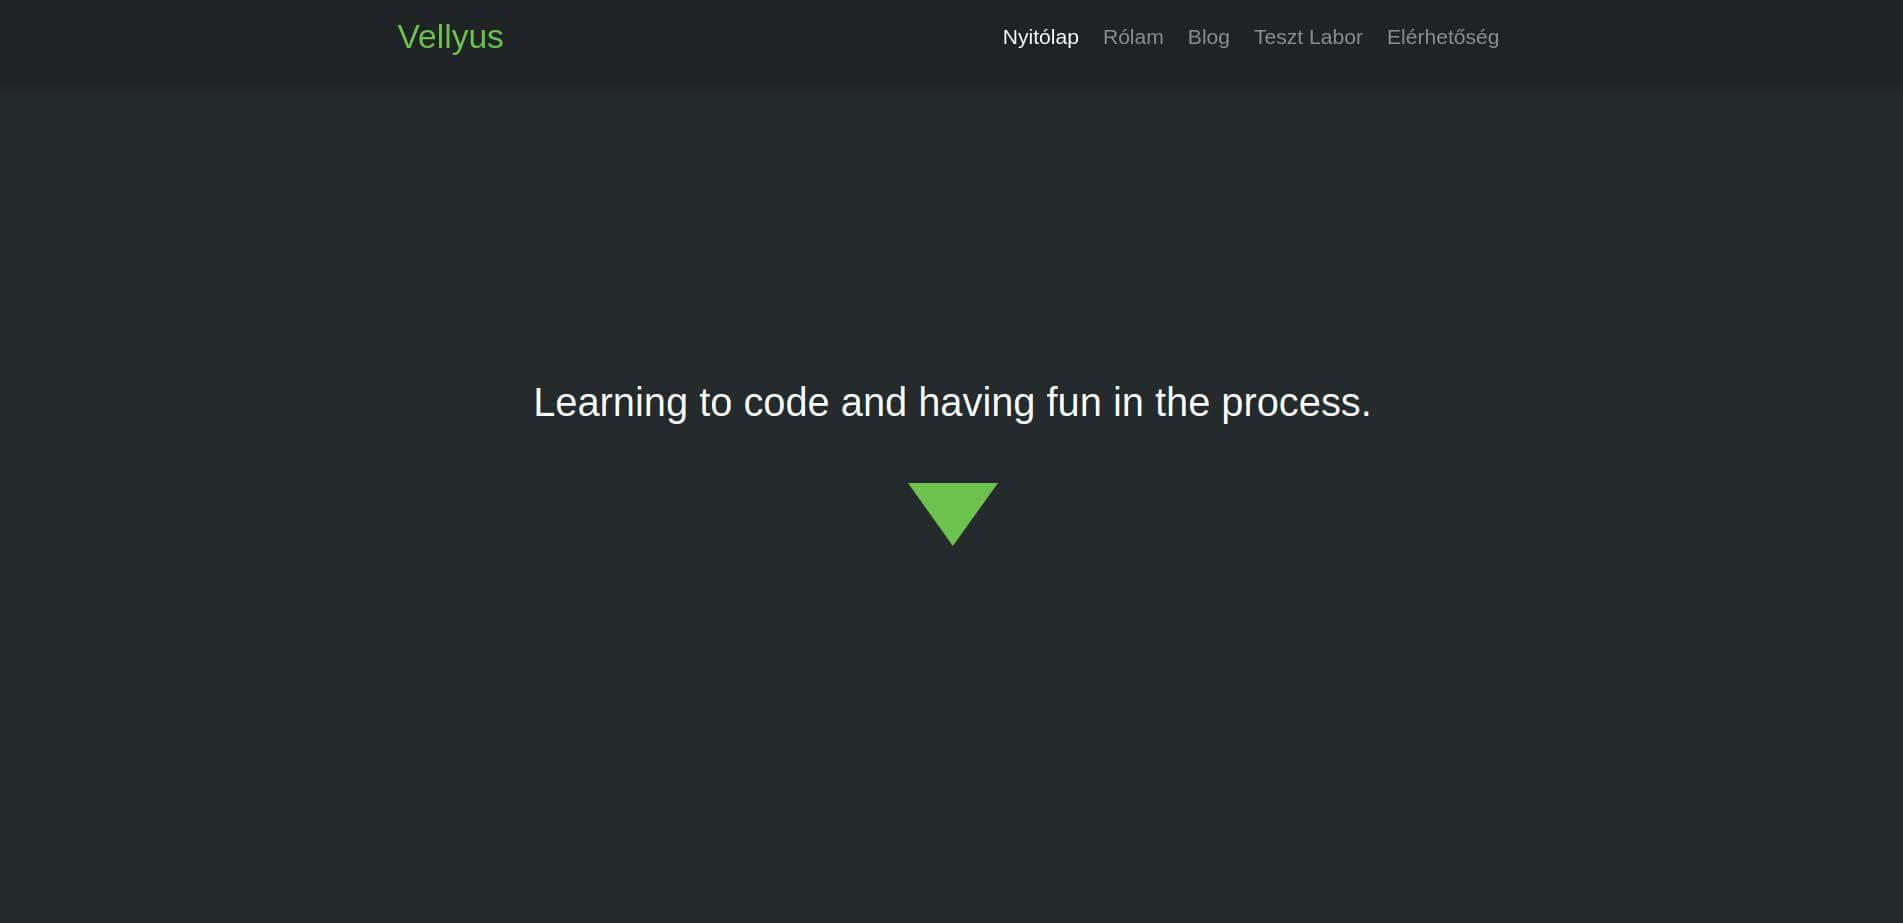 Vellyus
Nyitólap Rólam Blog Teszt Labor Elérhetőség
Learning to code and having fun in the process.